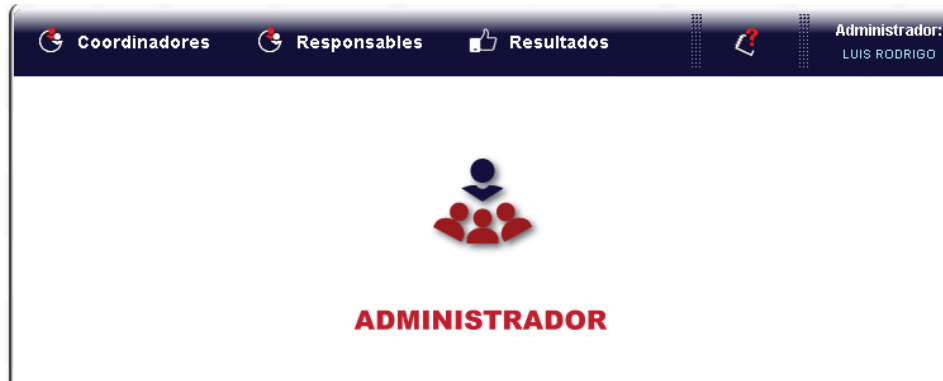 Coordinadores
Responsables
Resultados
Administrador:
LUIS RODRIGO
ADMINISTRADOR